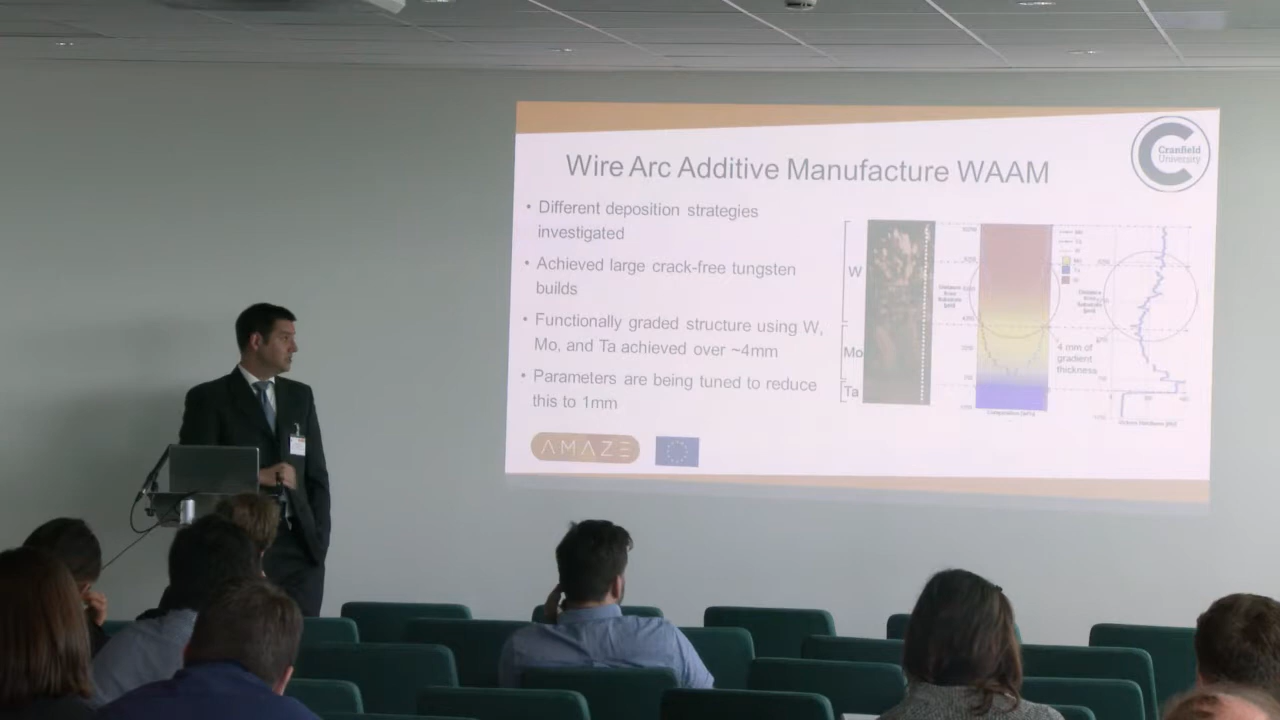 Wire Arc Additive Manufacture WAAM
Cranfield
University
• Different deposition strategies
investigated
• Achieved large crack-free tungsten
builds
• Functionally graded structure using W,
Mo, and Ta achieved over ~4mm
• Parameters are being tuned to reduce
this to 1mm
W
Mo
Ta
4 mm of
gradient
thickness
AMAZE